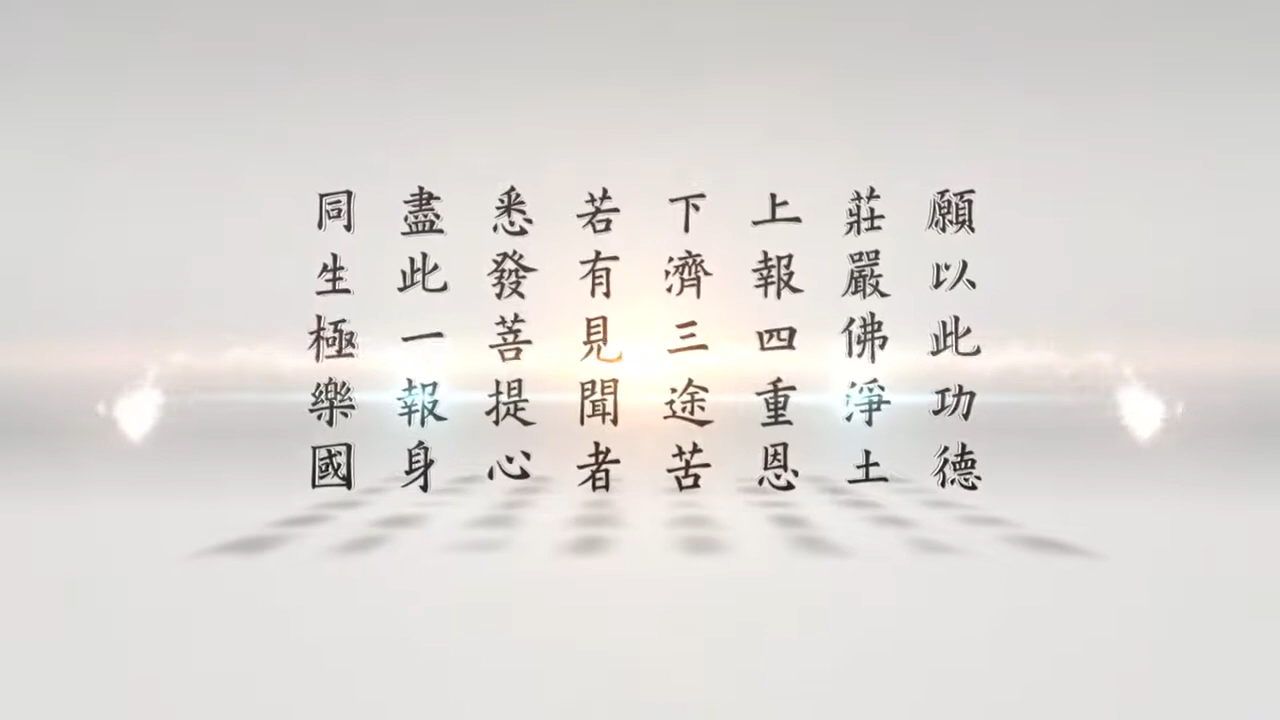 願以此功德
莊嚴佛淨土
上報四重恩
下濟三途苦
若有見聞者
悉發菩提心
盡此一報身
同生極樂國